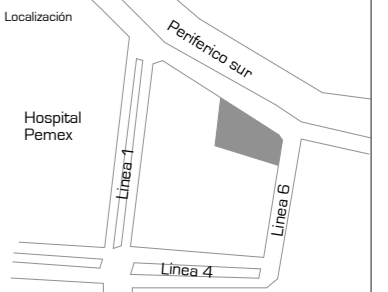 Localización
Periferico sur
Hospital
Pemex
Linea 1
Linea 6
Linea 4